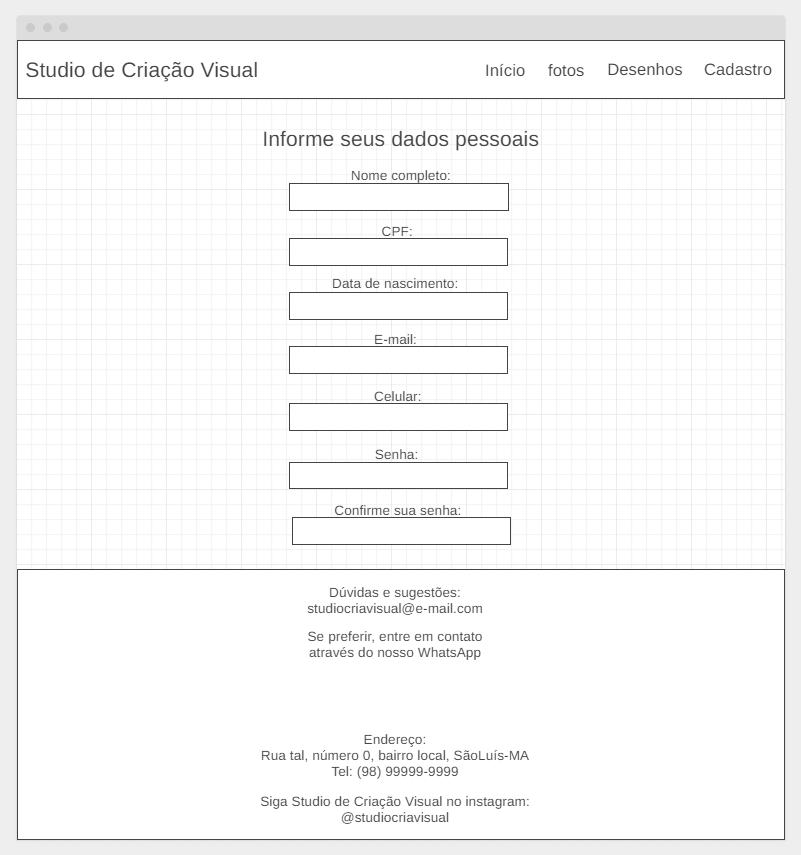 Studio de Criação Visual
Início fotos Desenhos Cadastro
Informe seus dados pessoais
Nome completo:
CPF:
Data de nascimento:
E-mail:
Celular:
Senha:
Confirme sua senha:
Dúvidas e sugestões:
studiocriavisual@e-mail.com
Se preferir, entre em contato
através do nosso WhatsApp
Endereço:
Rua tal, número 0, bairro local, SãoLuís-MA
Tel: (98) 99999-9999
Siga Studio de Criação Visual no instagram:
@studiocriavisual